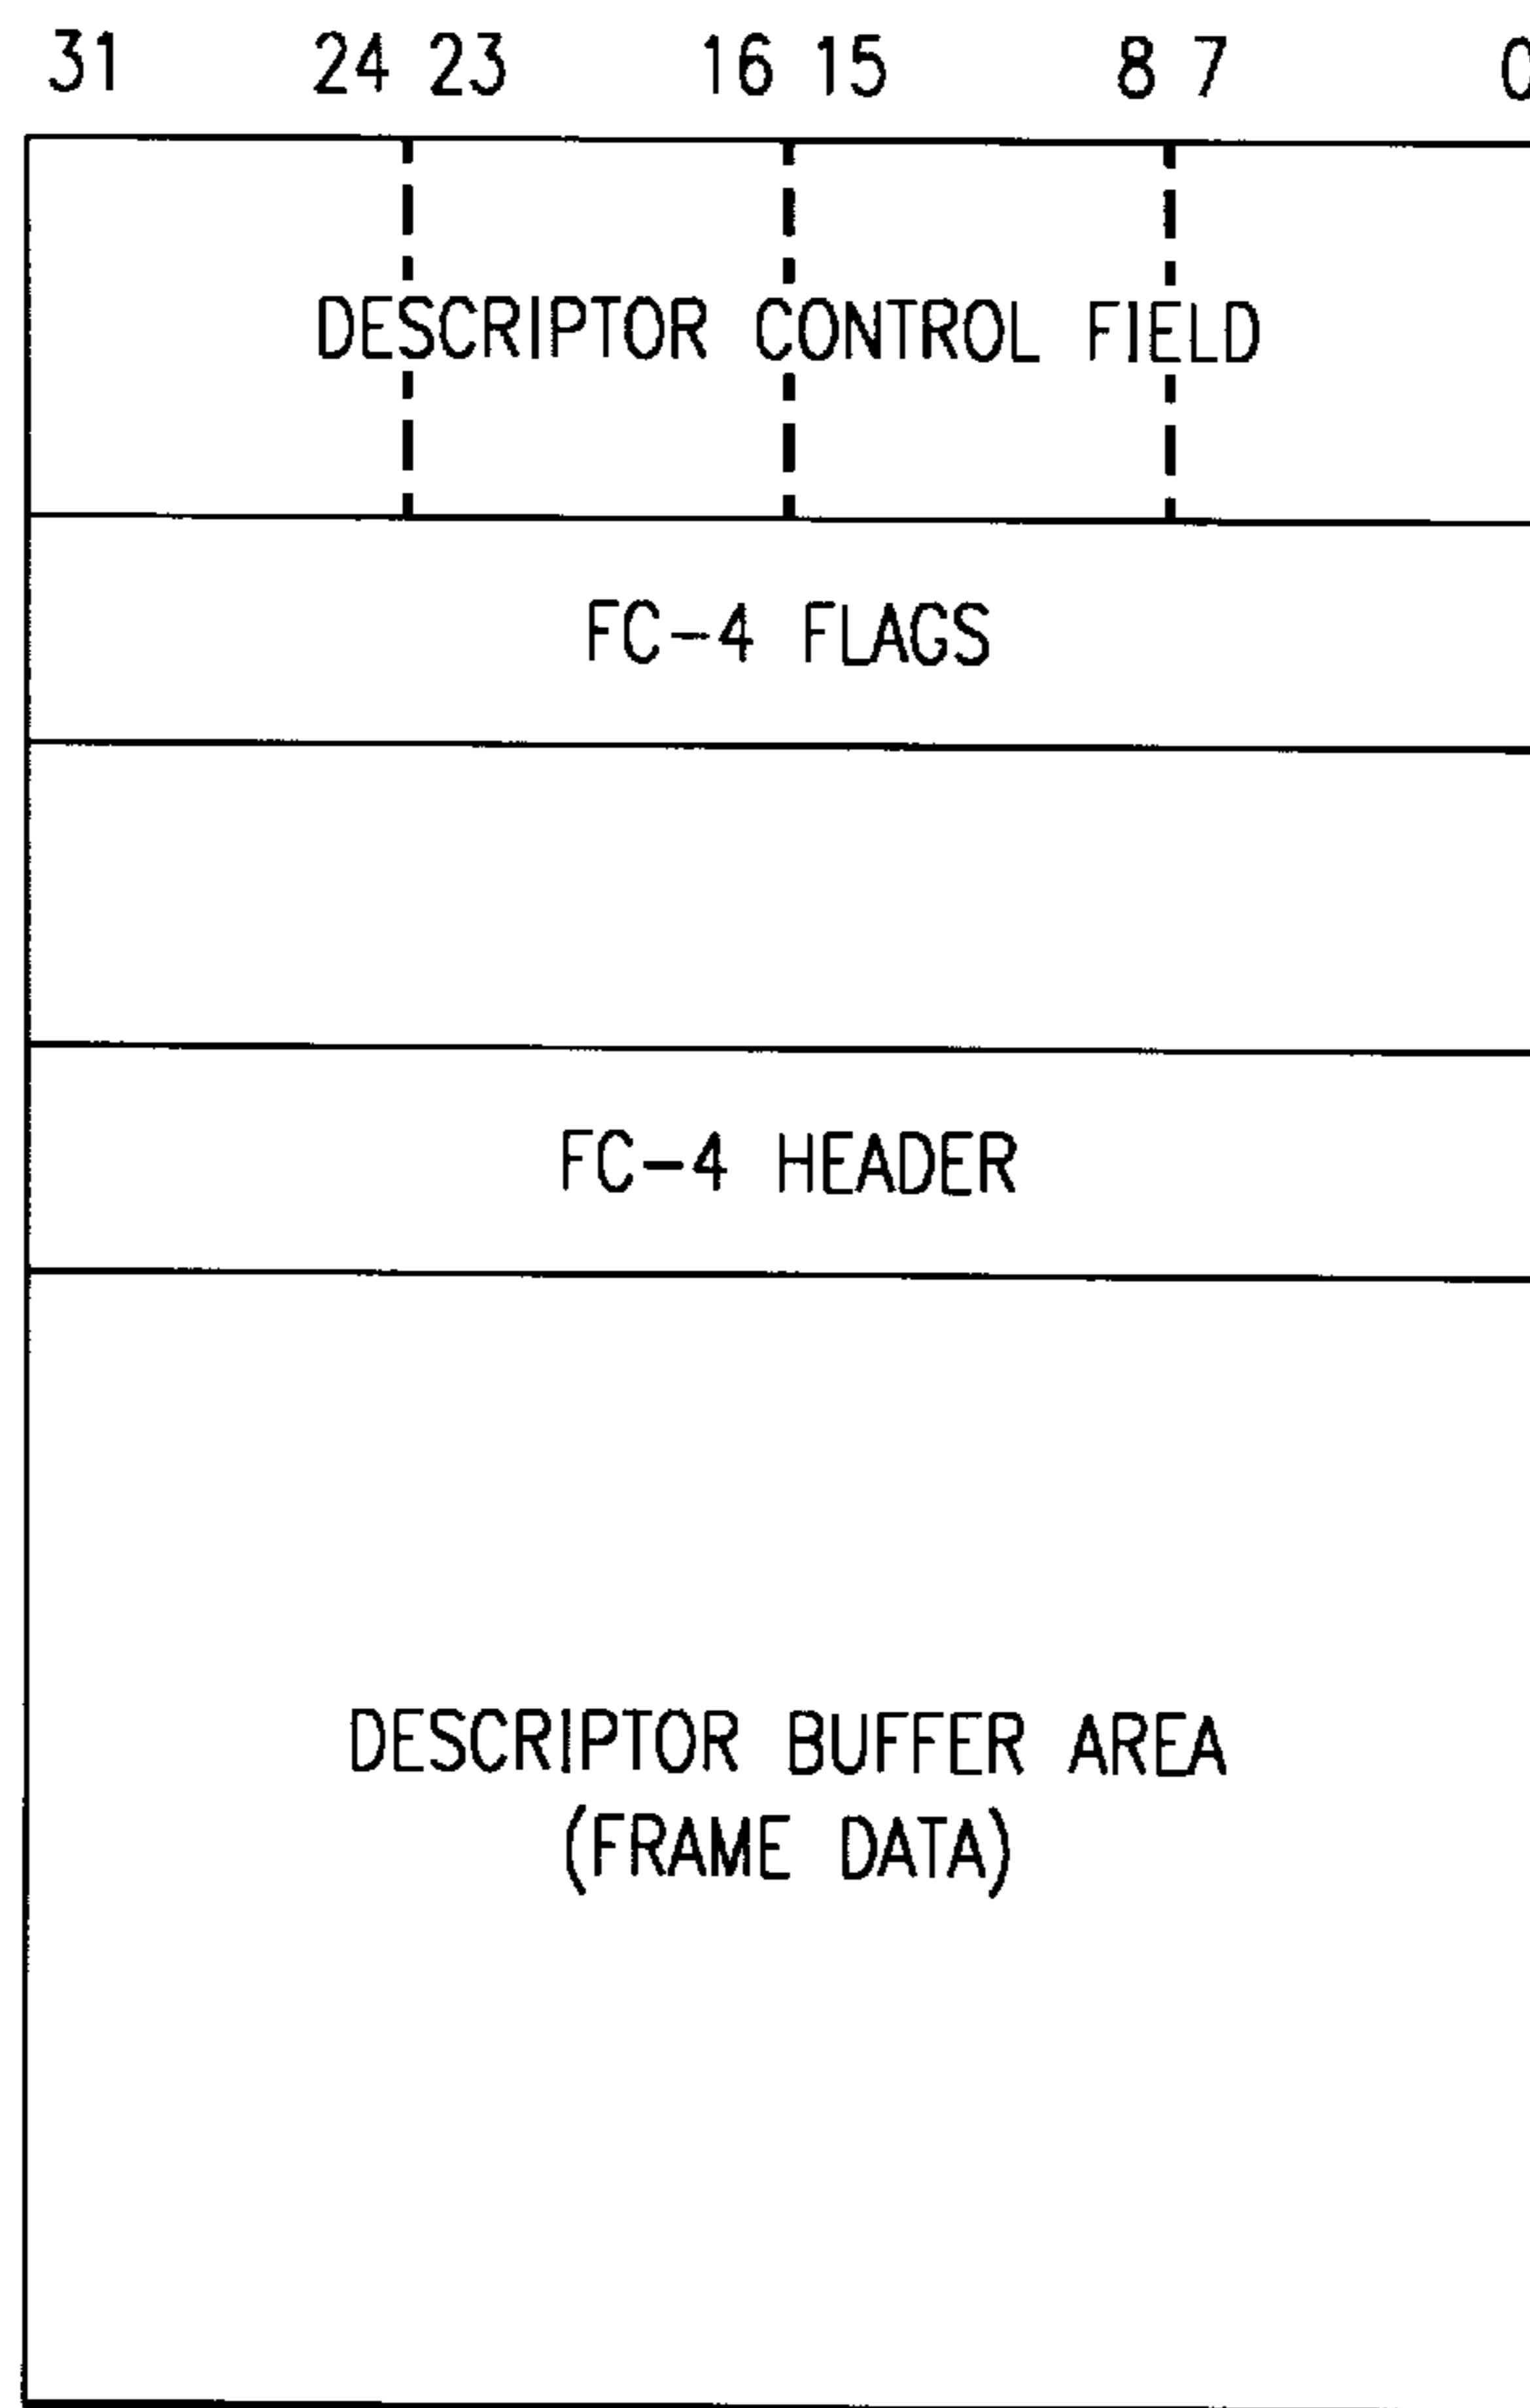 31 24 23 16 15 8 7 0
DESCRIPTOR CONTROL FIELD
FC-4 FLAGS
FC-4 HEADER
DESCRIPTOR BUFFER AREA
(FRAME DATA)